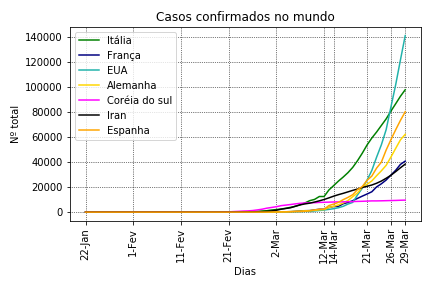 Casos confirmados no mundo
Nº total
140000
120000
100000
80000
60000
40000
20000
0
Itália
França
EUA
Alemanha
Coréia do sul
Iran
Espanha
22-Jan
1-Fev
11-Fev
21-Fev
2-Mar
12-Mar
14-Mar
21-Mar
26-Mar
29-Mar
Dias